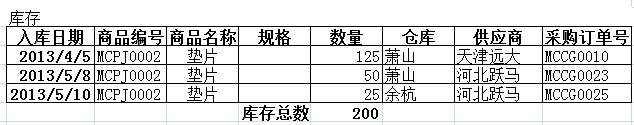 库存
入库日期 商品编号 商品名称 规格 数量 仓库 供应商 采购订单号
2013/4/5 MCPJ0002 垫片 125 萧山 天津远大 MCCG0010
2013/5/8 MCPJ0002 垫片 50 萧山 河北跃马 MCCG0023
2013/5/10 MCPJ0002 垫片 25 余杭 河北跃马 MCCG0025
库存总数 200